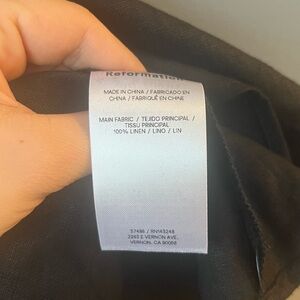 Reformation
MADE IN CHINA / FABRICADO EN
CHINA / FABRIQUÉ EN CHINE
MAIN FABRIC / TEJIDO PRINCIPAL /
TISSU PRINCIPAL
100% LINEN / LINO / LIN
57486 / RN143248
2263 E VERNON AVE.
VERNON, CA 90058